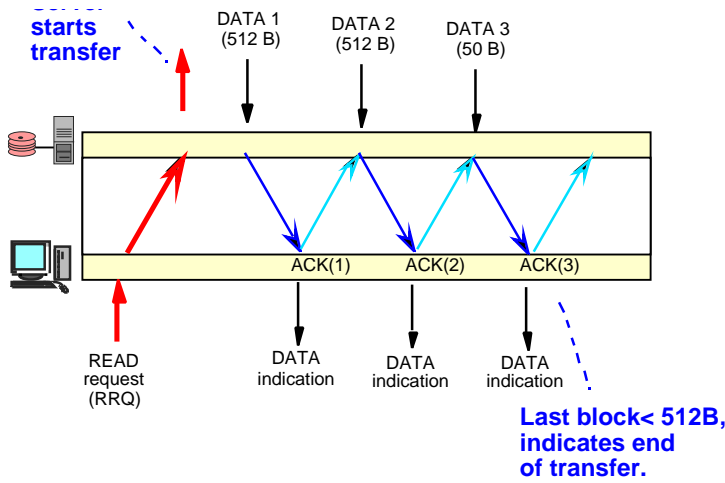 starts
transfer
DATA 1
(512 B)
DATA 2
(512 B)
DATA 3
(50 B)
ACK(1)
ACK(2)
ACK(3)
READ
request
(RRQ)
DATA
indication
DATA
indication
DATA
indication
Last block< 512B,
indicates end
of transfer.